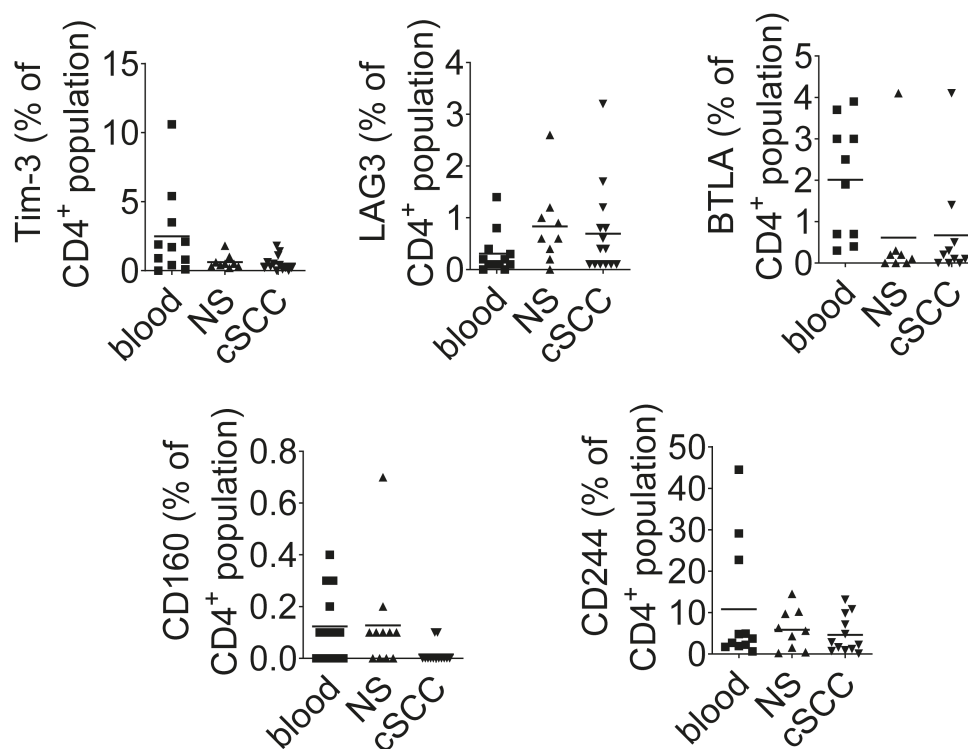 Tim-3 (% of
CD4⁺ population)
15
10
5
0
blood
NS
cSCC
LAG3 (% of
CD4⁺ population)
4
3
2
1
0
blood
NS
cSCC
BTLA (% of
CD4⁺ population)
5
4
3
2
1
0
blood
NS
cSCC
CD160 (% of
CD4⁺ population)
0.8
0.6
0.4
0.2
0.0
blood
NS
cSCC
CD244 (% of
CD4⁺ population)
50
40
30
20
10
0
blood
NS
cSCC